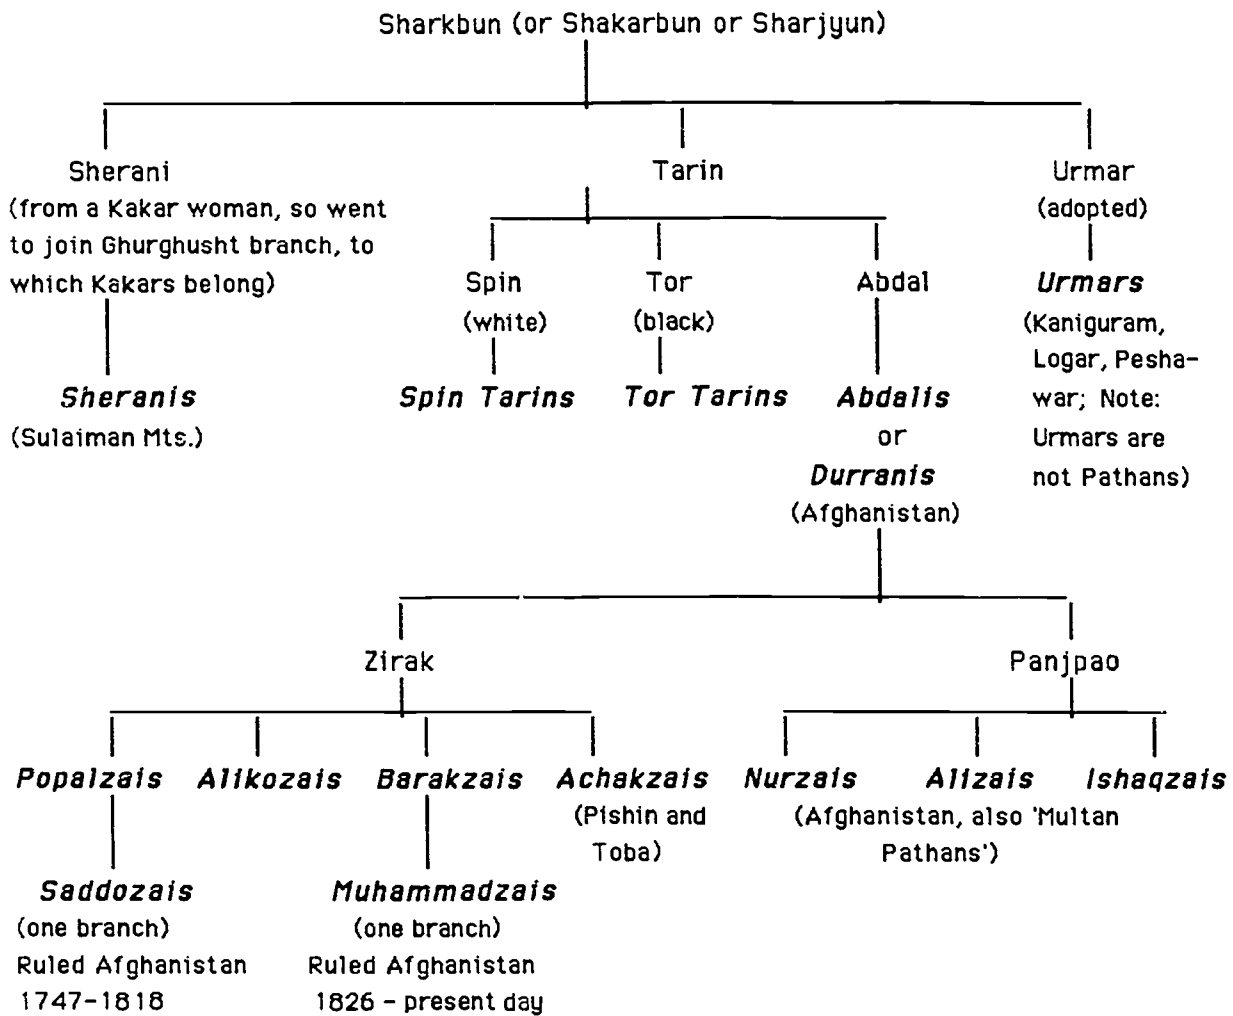 Sharkbun (or Shakarbun or Sharjyun)
Sherani
(from a Kakar woman, so went
to join Ghurghusht branch, to
which Kakars belong)
Sheranis
(Sulaiman Mts.)
Tarin
Urmar
(adopted)
Spin
(white)
Spin Tarins
Tor
(black)
Tor Tarins
Abdal
Abdalis
or
Durranis
(Afghanistan)
Urmars
(Kaniguram,
Logar, Pesha-
war; Note:
Urmars are
not Pathans)
Zirak
Panjpao
Popalzais
Alikozais
Barakzais
Achakzais
(Pishin and
Toba)
Nurzais
Alizais
Ishaqzais
(Afghanistan, also 'Multan
Pathans')
Saddozais
(one branch)
Ruled Afghanistan
1747-1818
Muhammadzais
(one branch)
Ruled Afghanistan
1826 - present day